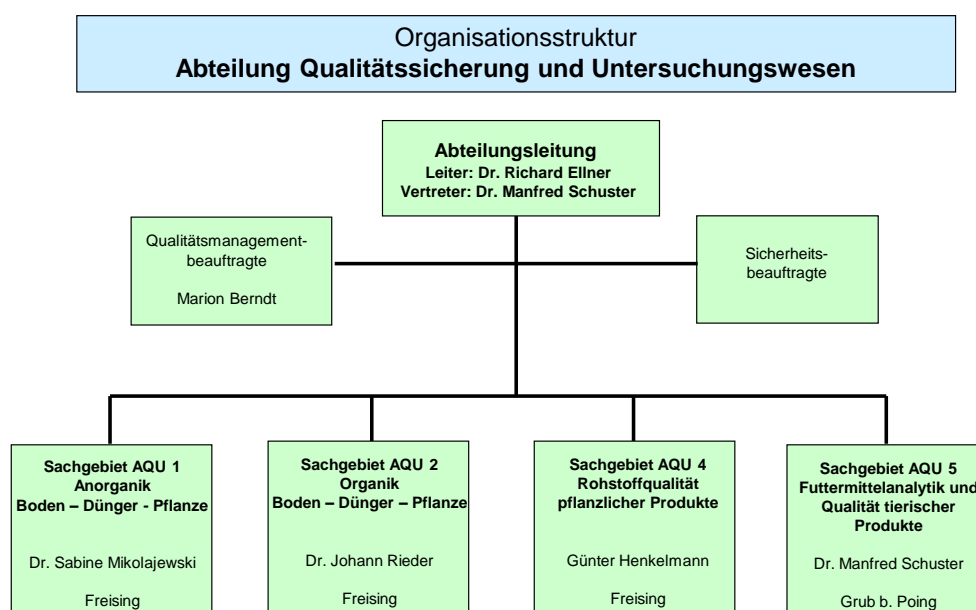 Organisationsstruktur
Abteilung Qualitätssicherung und Untersuchungswesen
Abteilungsleitung
Leiter: Dr. Richard Ellner
Vertreter: Dr. Manfred Schuster
Qualitätsmanagement-
beauftragte
Marion Berndt
Sicherheits-
beauftragte
Sachgebiet AQU 1
Anorganik
Boden – Dünger - Pflanze
Dr. Sabine Mikolajewski
Freising
Sachgebiet AQU 2
Organik
Boden – Dünger – Pflanze
Dr. Johann Rieder
Freising
Sachgebiet AQU 4
Rohstoffqualität
pflanzlicher Produkte
Günter Henkelmann
Freising
Sachgebiet AQU 5
Futtermittelanalytik und
Qualität tierischer
Produkte
Dr. Manfred Schuster
Grub b. Poing